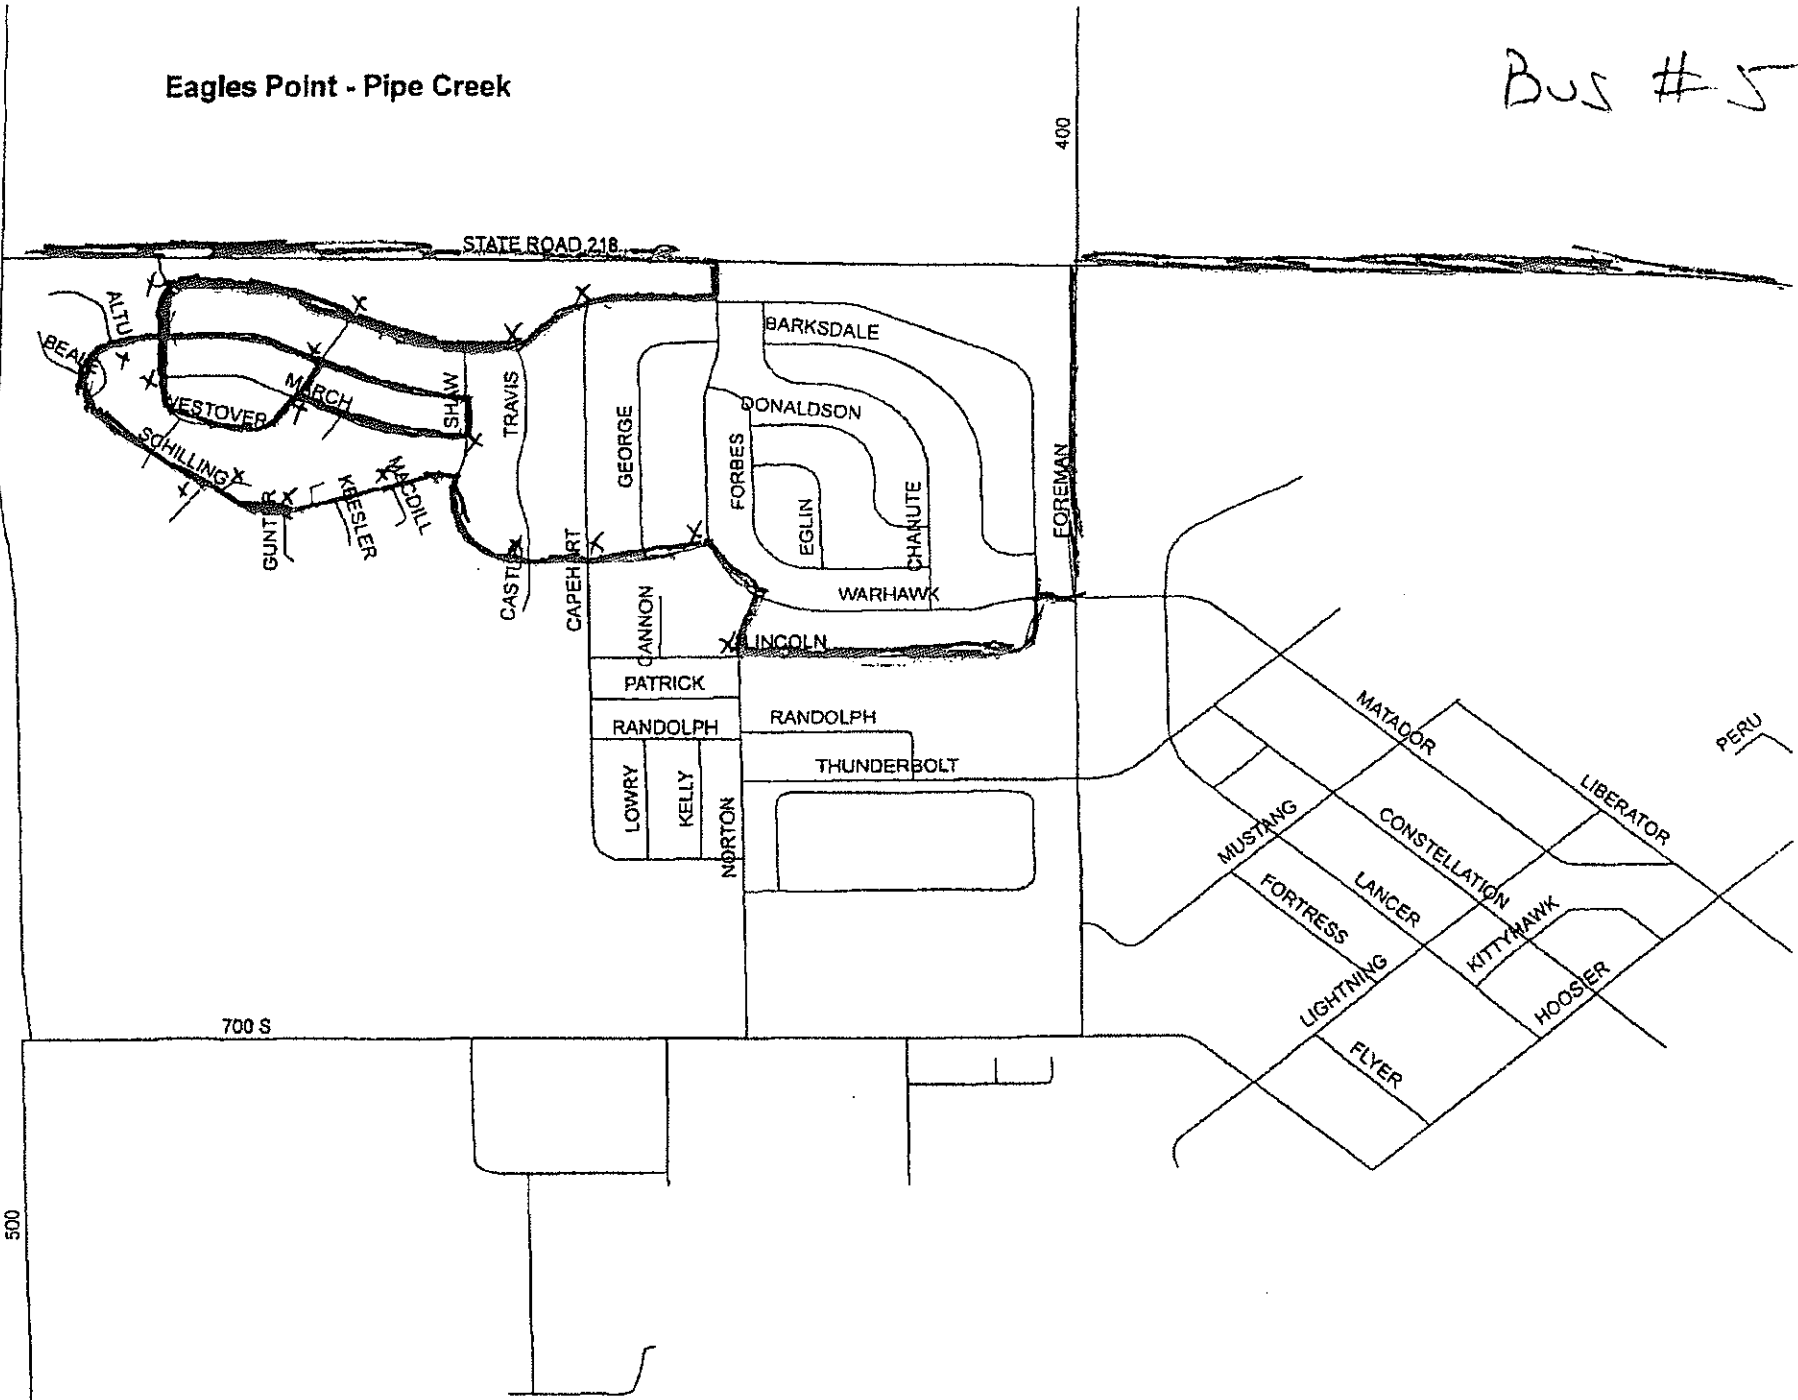 Eagles Point - Pipe Creek
Bus # 5
400
STATE ROAD 218
ALTU
BEAL
BARKSDALE
MARCH
SHAW
TRAVIS
WESTOVER
DONALDSON
GEORGE
SCHILLING
FORBES
FOREMAN
MACDILL
KEESLER
GUNTER
EGLIN
CHANUTE
CASTL
CAPEHART
WARHAWK
CANNON
LINCOLN
PATRICK
RANDOLPH
RANDOLPH
MATADOR
PERU
THUNDERBOLT
LOWRY
KELLY
NORTON
LIBERATOR
MUSTANG
CONSTELLATION
FORTRESS
LANCER
KITTYHAWK
LIGHTNING
HOOSIER
700 S
FLYER
500